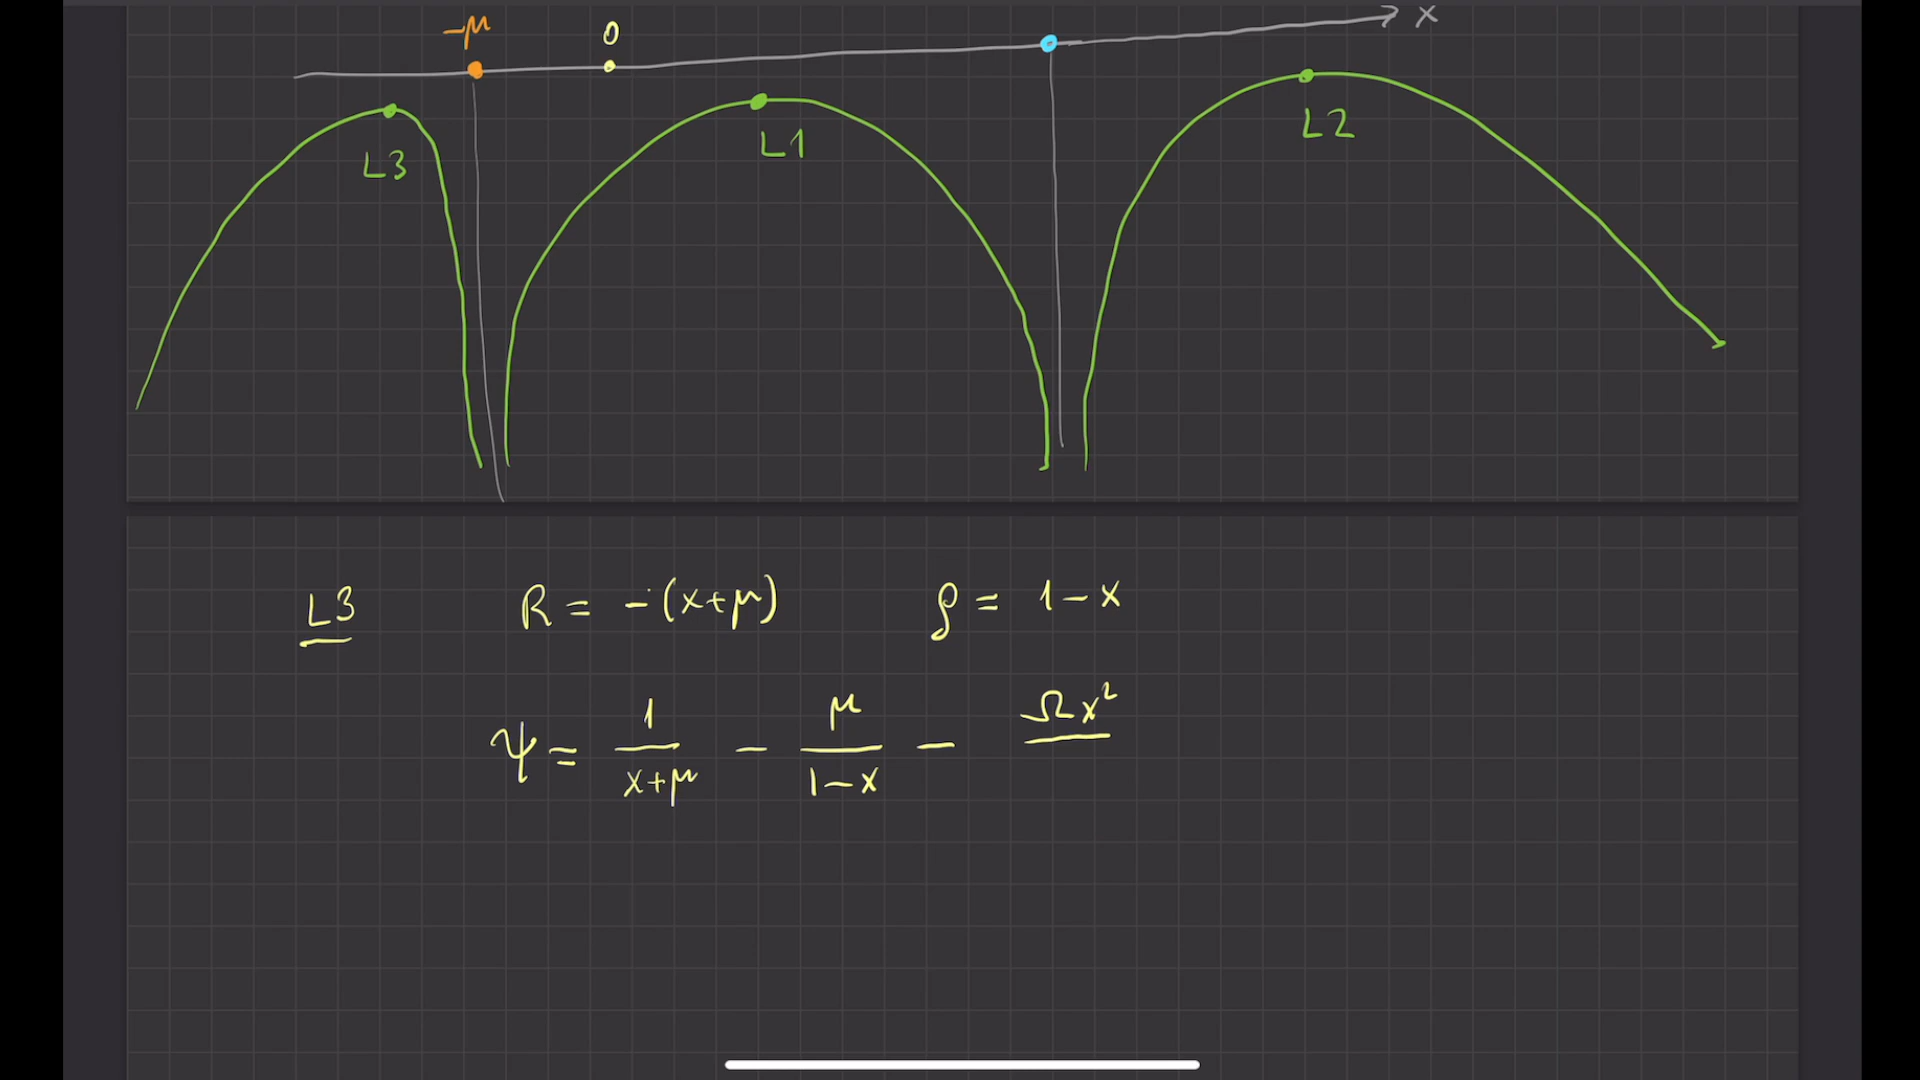 -μ 0 x
L3 L1 L2
L3 R = -(x+μ) ρ = 1-x
ψ = 1/(x+μ) - μ/(1-x) - Ωx²/